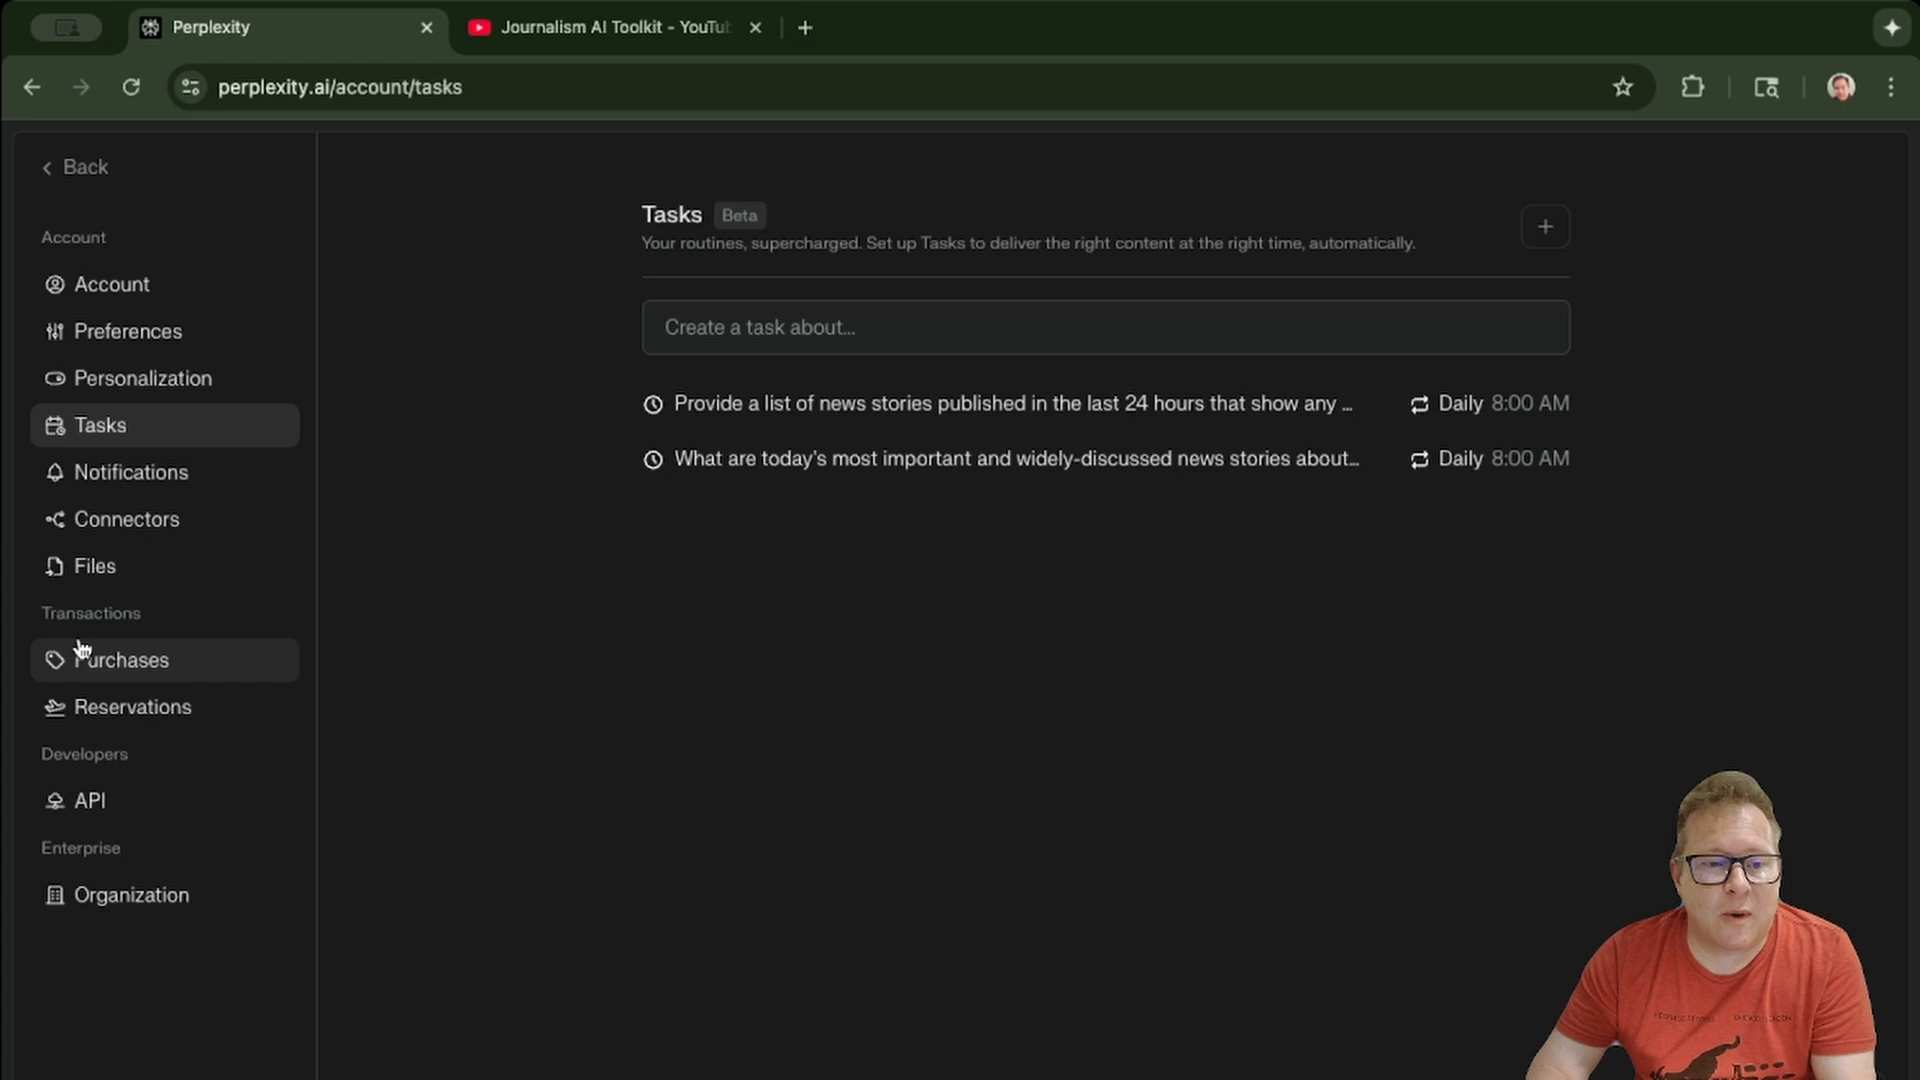 Perplexity
Journalism AI Toolkit - YouTub
perplexity.ai/account/tasks
Back
Account
Account
Preferences
Personalization
Tasks
Notifications
Connectors
Files
Transactions
Purchases
Reservations
Developers
API
Enterprise
Organization
Tasks Beta
Your routines, supercharged. Set up Tasks to deliver the right content at the right time, automatically.
Create a task about...
Provide a list of news stories published in the last 24 hours that show any ... Daily 8:00 AM
What are today's most important and widely-discussed news stories about... Daily 8:00 AM